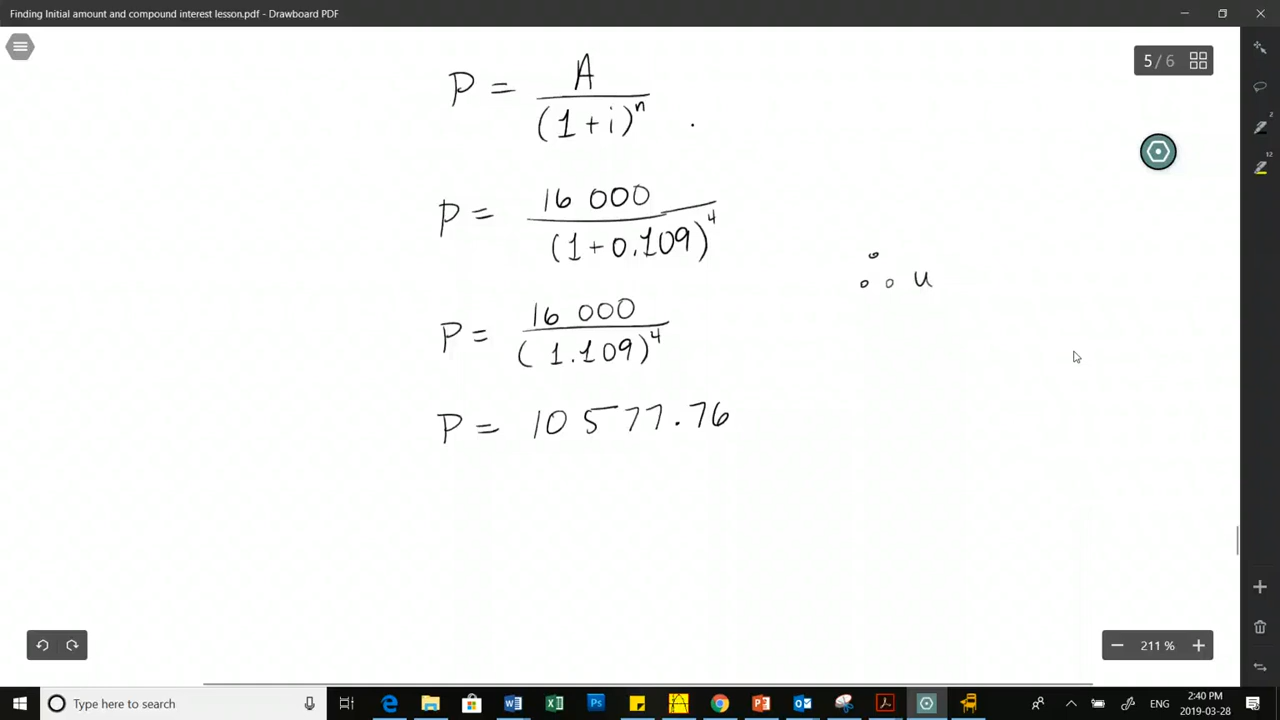 Finding Initial amount and compound interest lesson.pdf - Drawboard PDF
5 / 6
P = A / (1+i)^n .
P = 16 000 / (1+0.109)^4
∴ u
P = 16 000 / (1.109)^4
P = 10 577.76
2
12
211 %
Type here to search
ENG
2:40 PM
2019-03-28